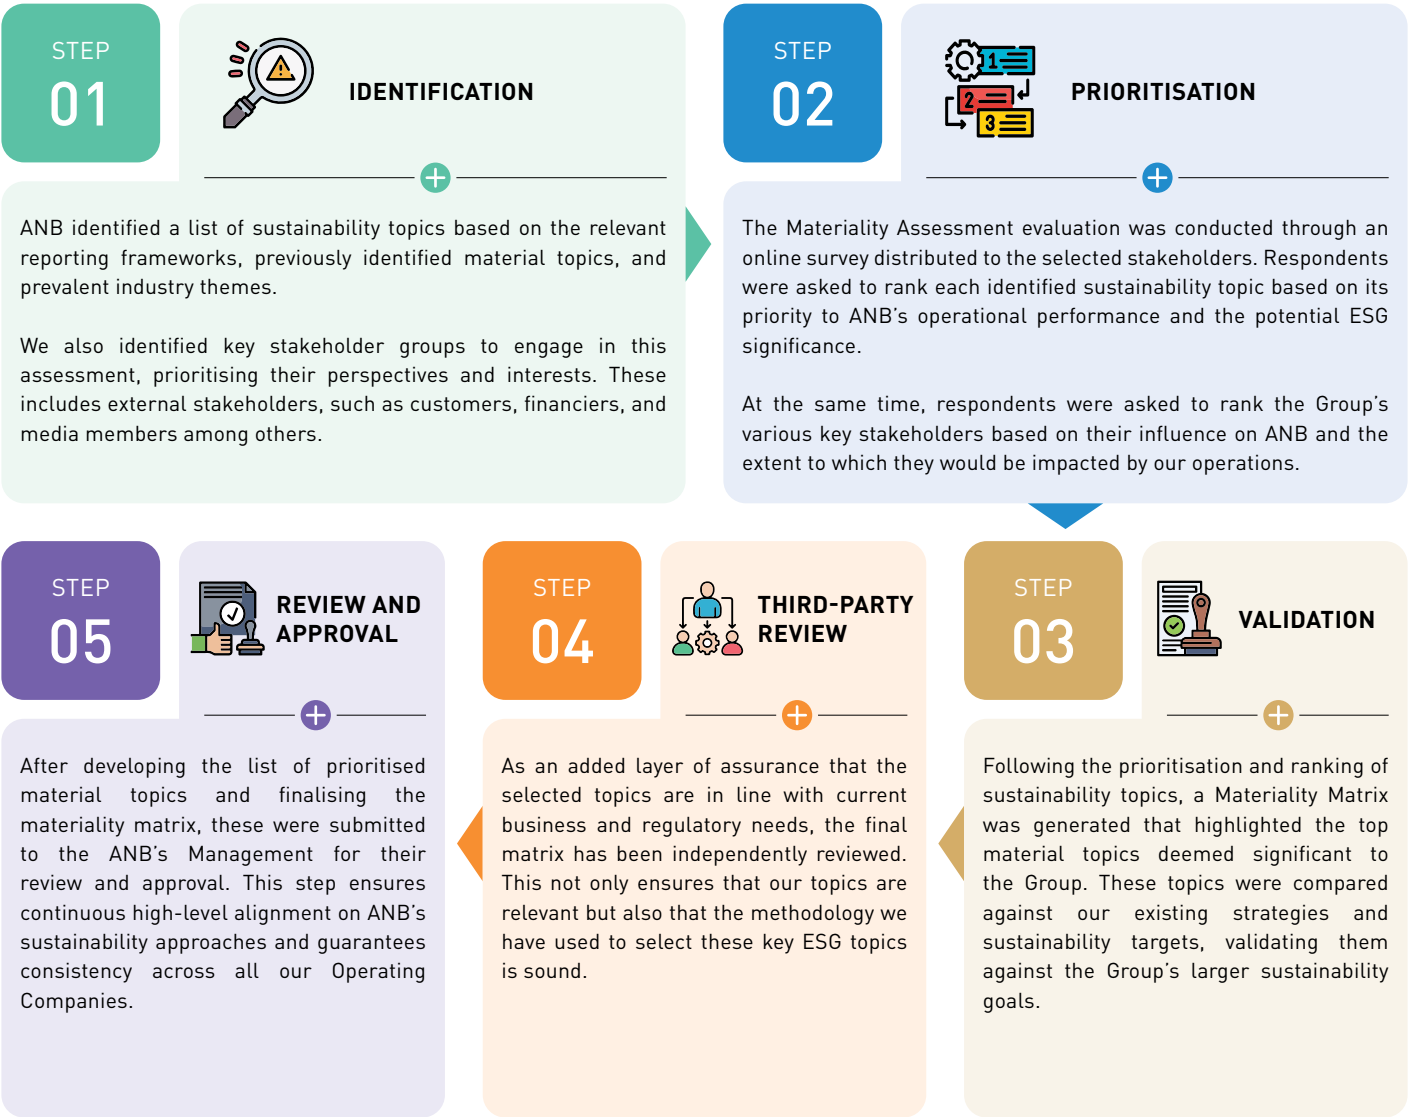 STEP
01
IDENTIFICATION
ANB identified a list of sustainability topics based on the relevant
reporting frameworks, previously identified material topics, and
prevalent industry themes.
We also identified key stakeholder groups to engage in this
assessment, prioritising their perspectives and interests. These
includes external stakeholders, such as customers, financiers, and
media members among others.
STEP
02
1
2
3
PRIORITISATION
The Materiality Assessment evaluation was conducted through an
online survey distributed to the selected stakeholders. Respondents
were asked to rank each identified sustainability topic based on its
priority to ANB’s operational performance and the potential ESG
significance.
At the same time, respondents were asked to rank the Group’s
various key stakeholders based on their influence on ANB and the
extent to which they would be impacted by our operations.
STEP
03
VALIDATION
Following the prioritisation and ranking of
sustainability topics, a Materiality Matrix
was generated that highlighted the top
material topics deemed significant to
the Group. These topics were compared
against our existing strategies and
sustainability targets, validating them
against the Group’s larger sustainability
goals.
STEP
04
THIRD-PARTY
REVIEW
As an added layer of assurance that the
selected topics are in line with current
business and regulatory needs, the final
matrix has been independently reviewed.
This not only ensures that our topics are
relevant but also that the methodology we
have used to select these key ESG topics
is sound.
STEP
05
REVIEW AND
APPROVAL
After developing the list of prioritised
material topics and finalising the
materiality matrix, these were submitted
to the ANB’s Management for their
review and approval. This step ensures
continuous high-level alignment on ANB’s
sustainability approaches and guarantees
consistency across all our Operating
Companies.